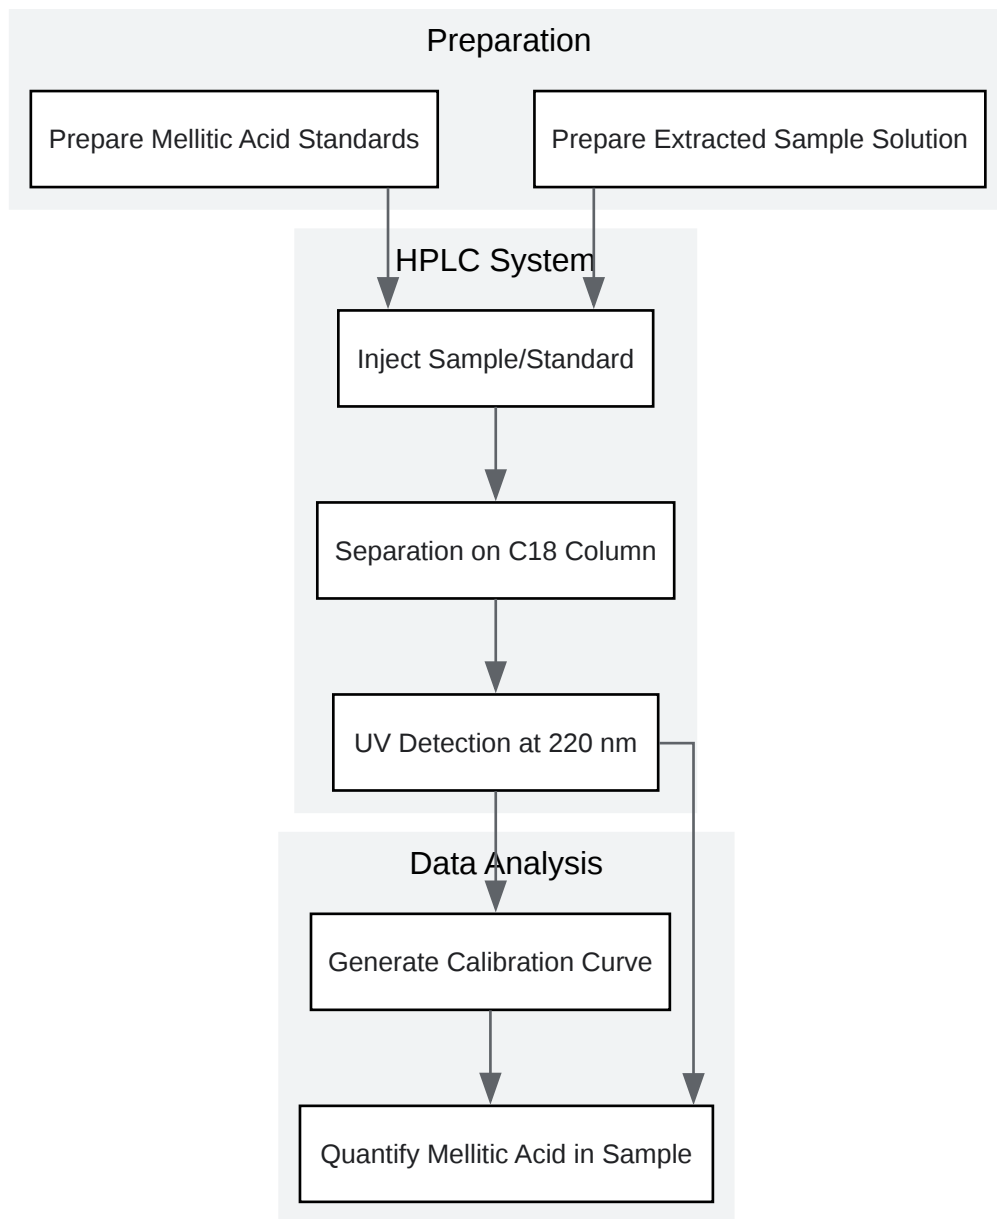 Preparation
Prepare Mellitic Acid Standards
Prepare Extracted Sample Solution
HPLC System
Inject Sample/Standard
Separation on C18 Column
UV Detection at 220 nm
Data Analysis
Generate Calibration Curve
Quantify Mellitic Acid in Sample